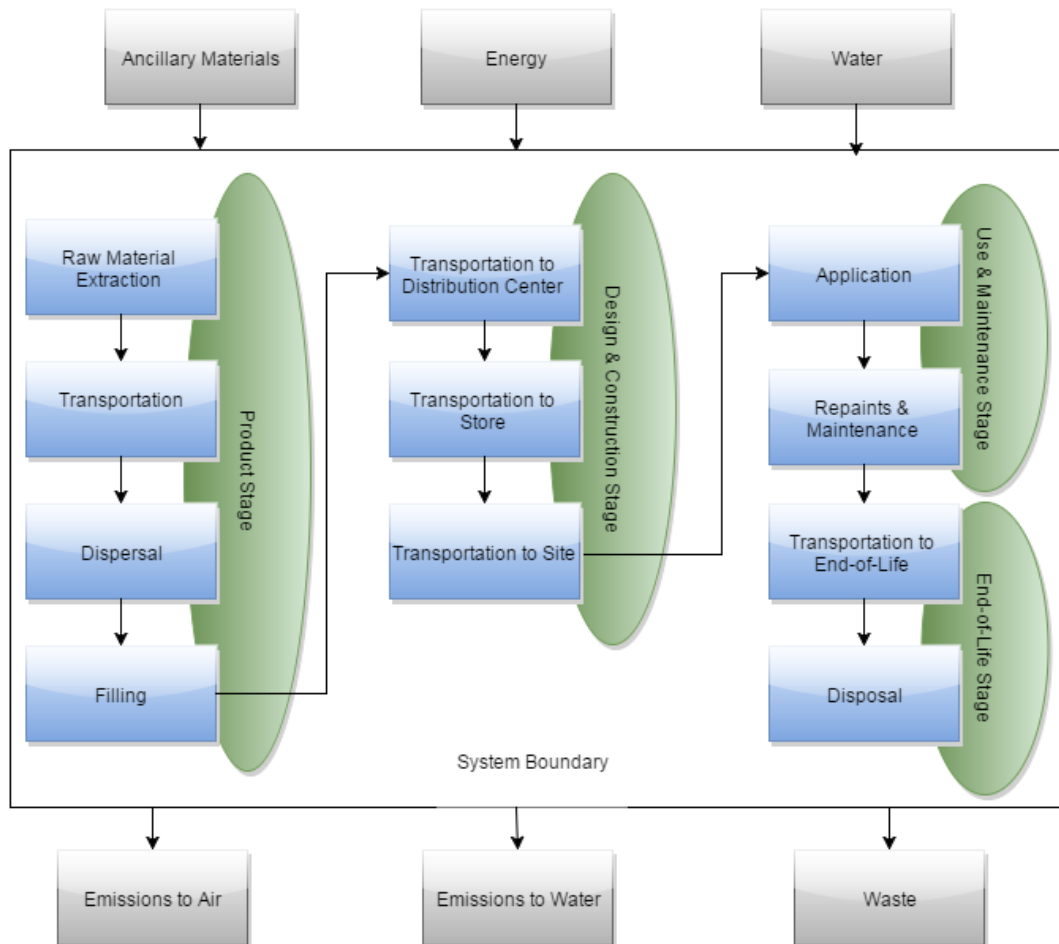 Ancillary Materials
Energy
Water
Raw Material
Extraction
Transportation
Dispersal
Filling
Product Stage
Transportation to
Distribution Center
Transportation to
Store
Transportation to Site
Design & Construction Stage
Application
Repaints &
Maintenance
Use & Maintenance Stage
Transportation to
End-of-Life
Disposal
End-of-Life Stage
System Boundary
Emissions to Air
Emissions to Water
Waste